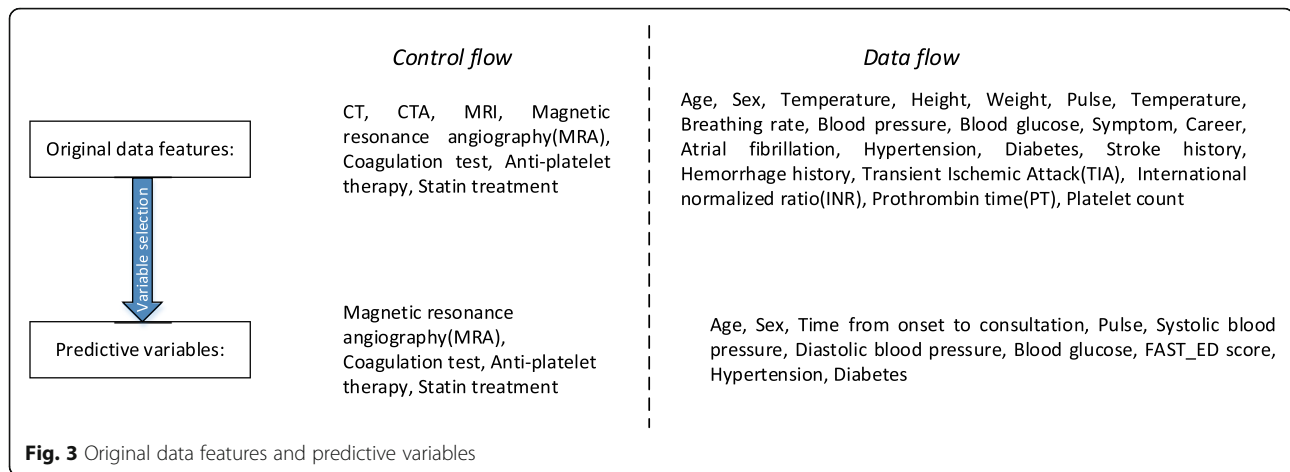 Control flow
Data flow
Original data features:
CT, CTA, MRI, Magnetic
resonance angiography(MRA),
Coagulation test, Anti-platelet
therapy, Statin treatment
Age, Sex, Temperature, Height, Weight, Pulse, Temperature,
Breathing rate, Blood pressure, Blood glucose, Symptom, Career,
Atrial fibrillation, Hypertension, Diabetes, Stroke history,
Hemorrhage history, Transient Ischemic Attack(TIA), International
normalized ratio(INR), Prothrombin time(PT), Platelet count
Variable selection
Predictive variables:
Magnetic resonance
angiography(MRA),
Coagulation test, Anti-platelet
therapy, Statin treatment
Age, Sex, Time from onset to consultation, Pulse, Systolic blood
pressure, Diastolic blood pressure, Blood glucose, FAST_ED score,
Hypertension, Diabetes
Fig. 3 Original data features and predictive variables